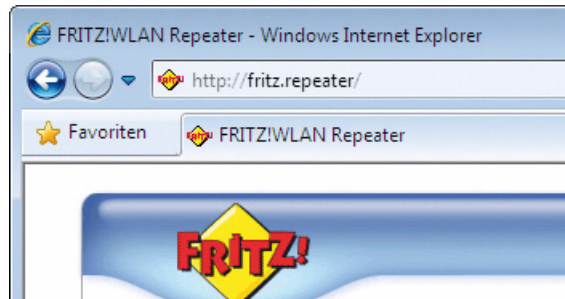 FRITZ!WLAN Repeater - Windows Internet Explorer
http://fritz.repeater/
Favoriten
FRITZ!WLAN Repeater
FRITZ!